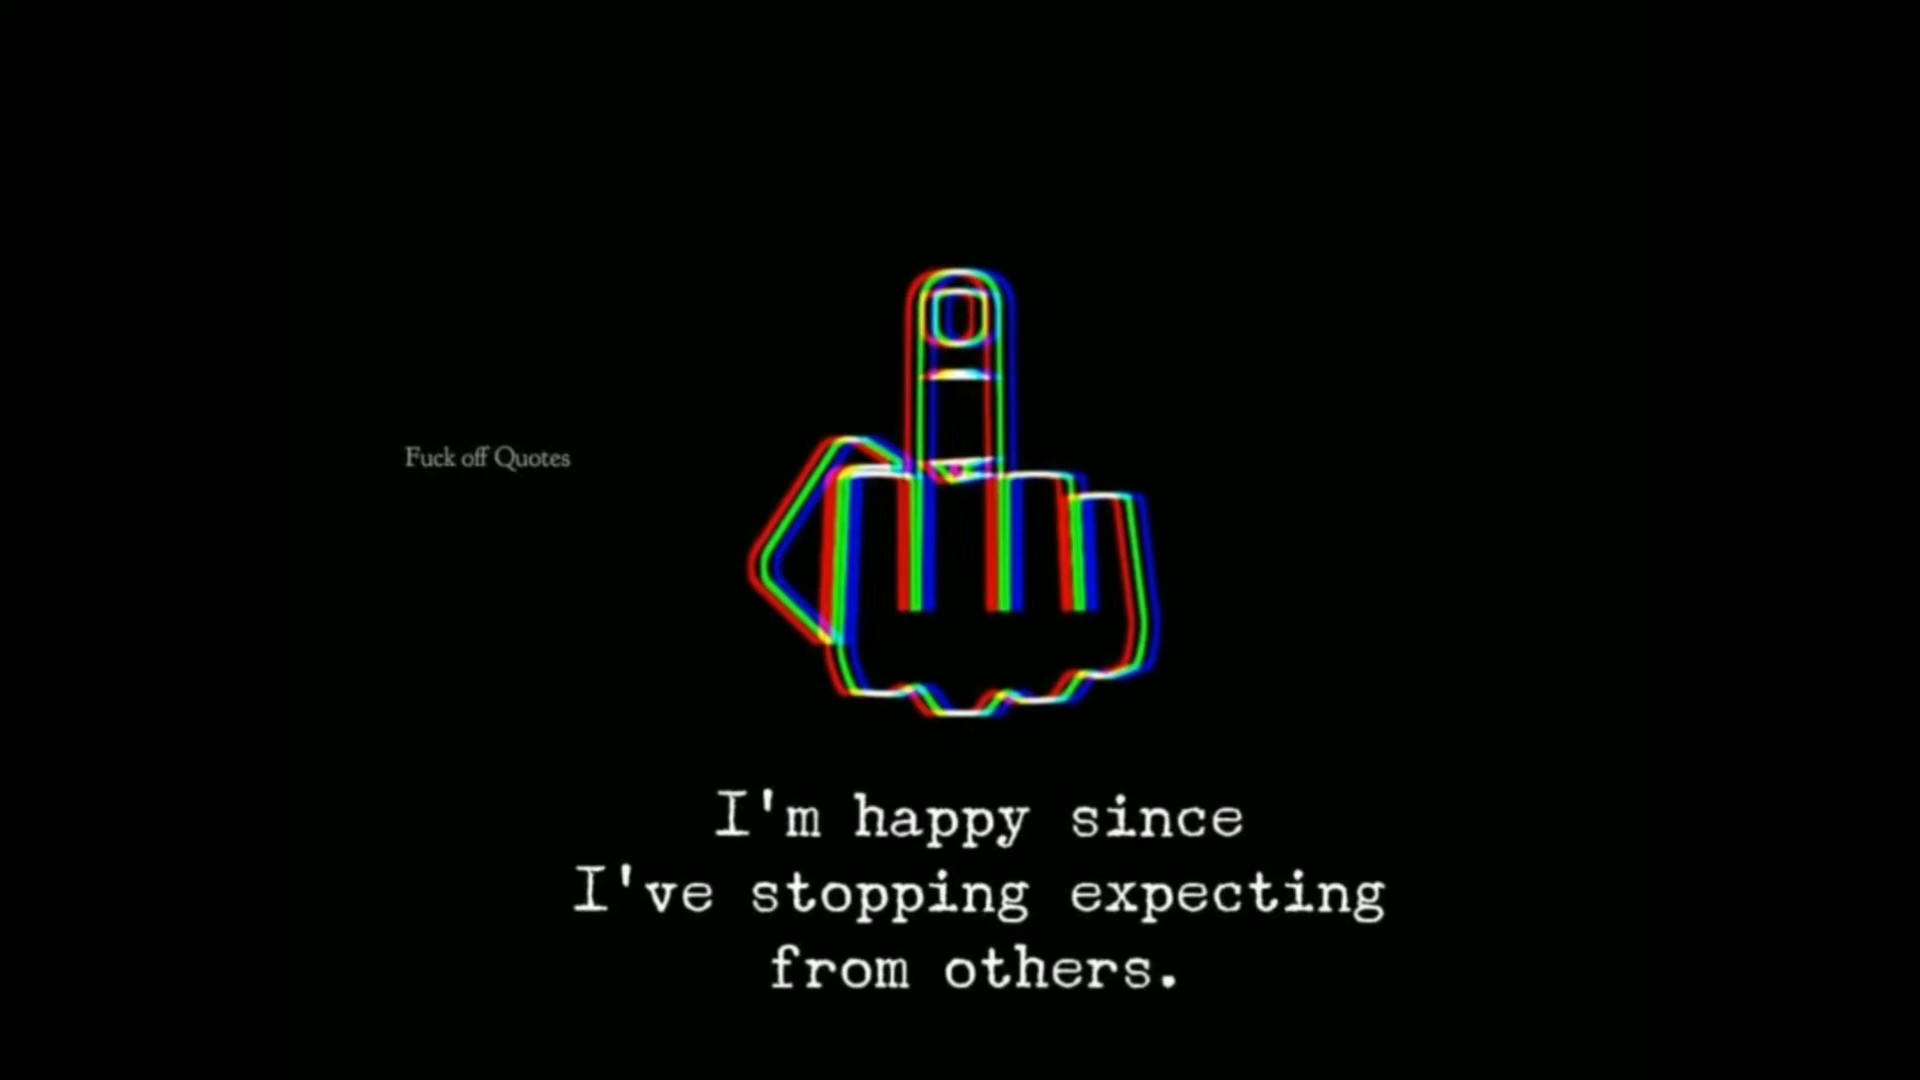 Fuck off Quotes
I'm happy since
I've stopping expecting
from others.